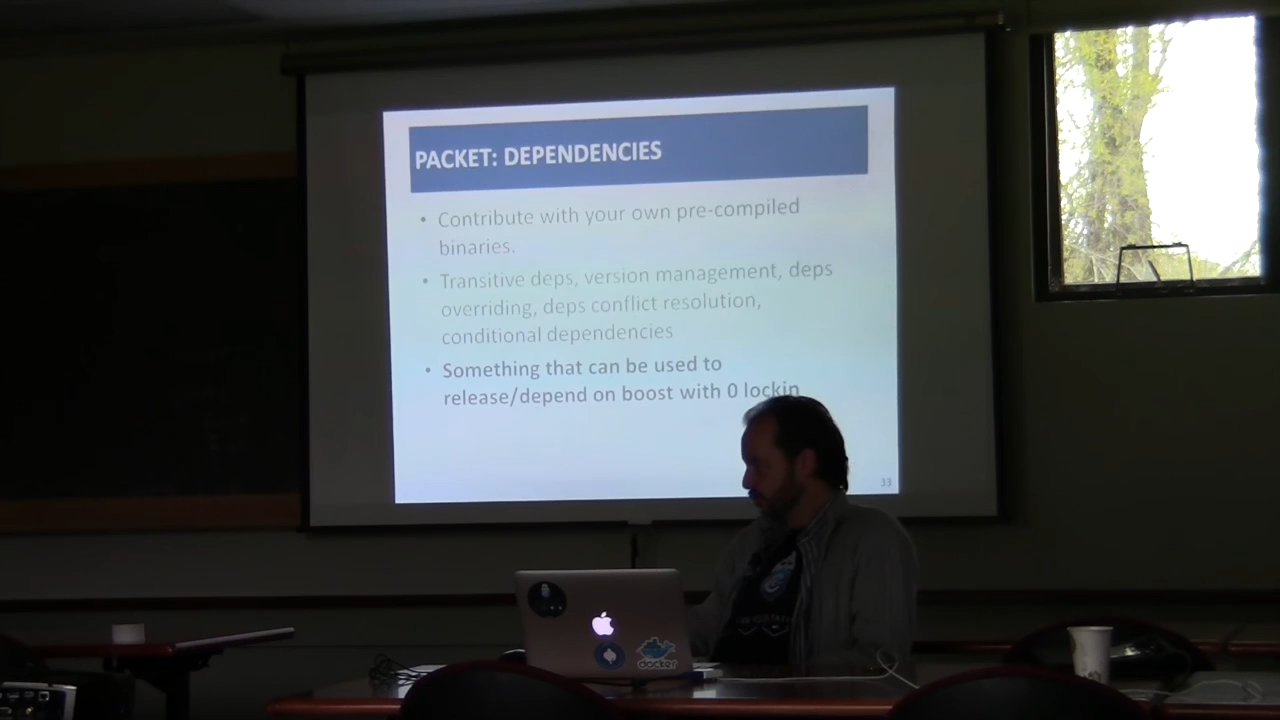 PACKET: DEPENDENCIES
• Contribute with your own pre-compiled
binaries.
• Transitive deps, version management, deps
overriding, deps conflict resolution,
conditional dependencies
• Something that can be used to
release/depend on boost with 0 lockin
33
docker